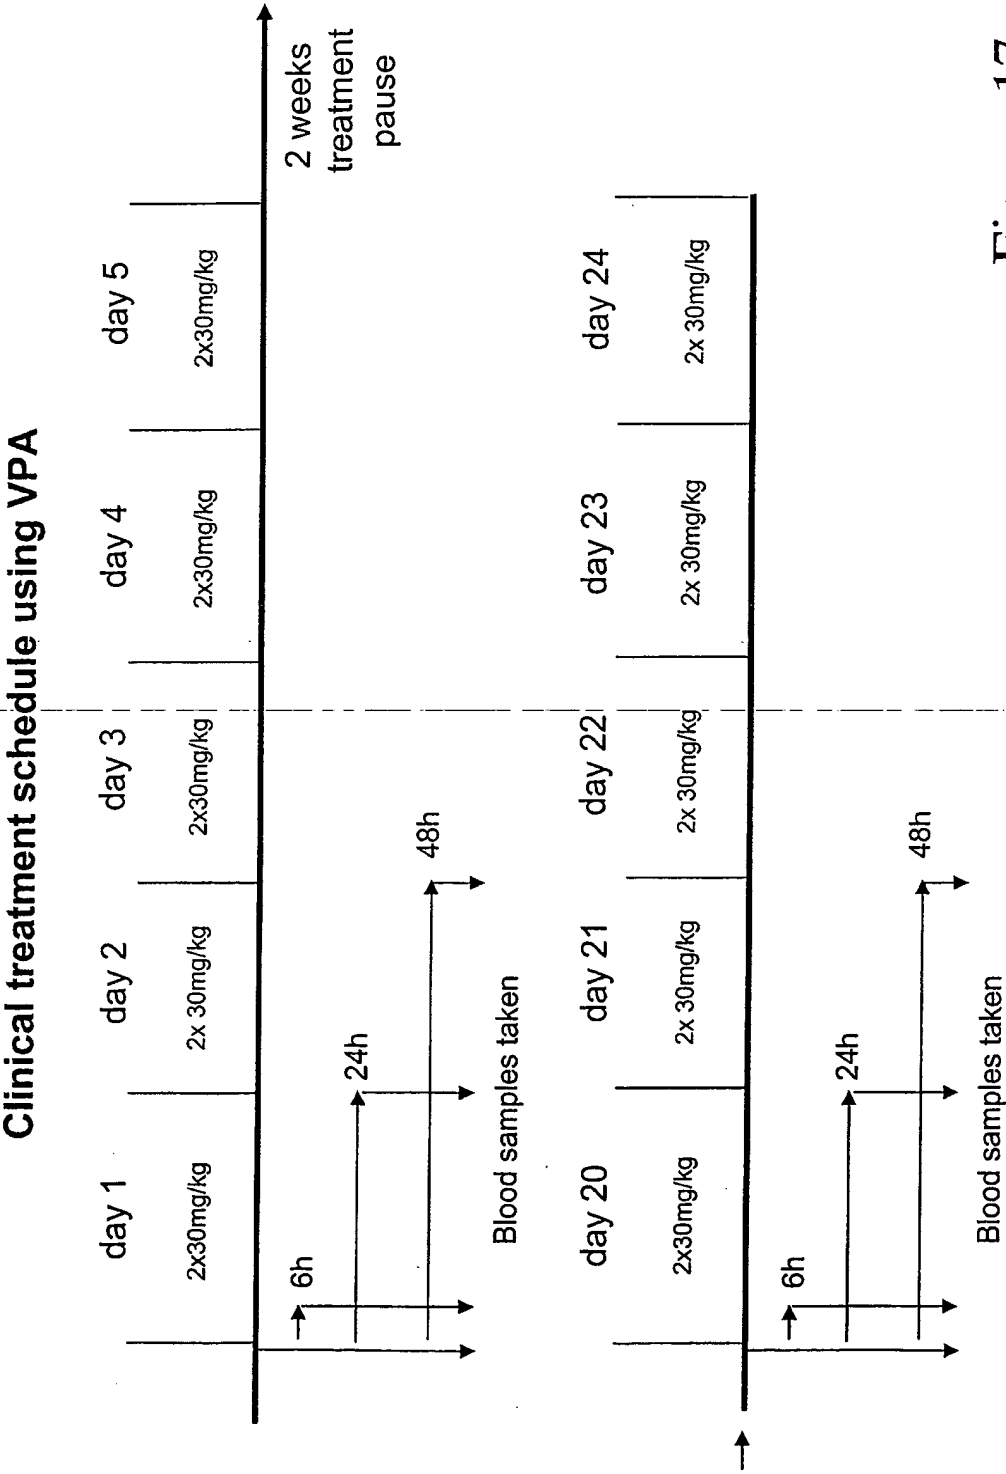 Clinical treatment schedule using VPA
day 1 day 2 day 3 day 4 day 5
2x30mg/kg 2x 30mg/kg 2x30mg/kg 2x30mg/kg 2x30mg/kg
2 weeks
treatment
pause
6h
24h
48h
Blood samples taken
day 20 day 21 day 22 day 23 day 24
2x30mg/kg 2x 30mg/kg 2x 30mg/kg 2x 30mg/kg 2x 30mg/kg
6h
24h
48h
Blood samples taken